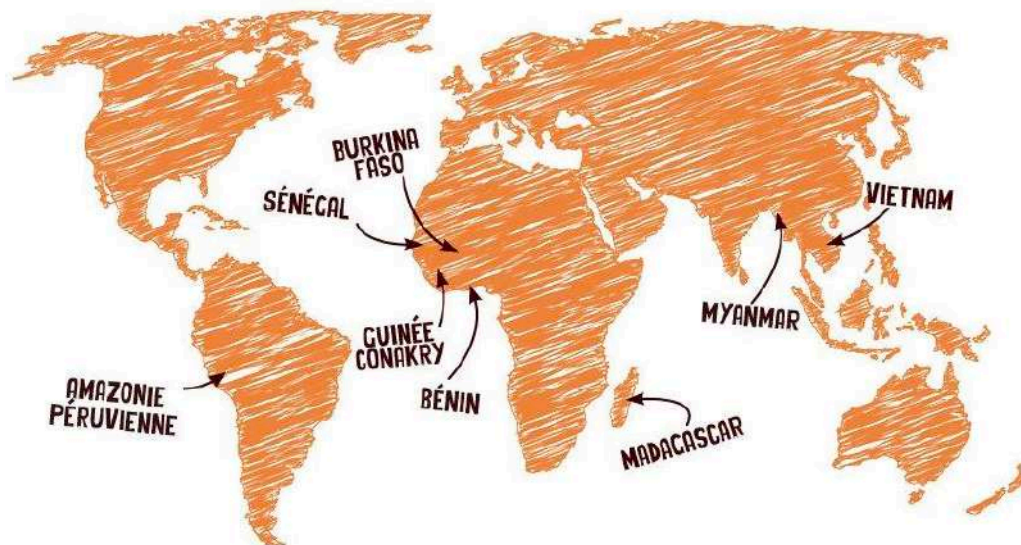 BURKINA
FASO
SÉNÉGAL
VIETNAM
GUINÉE
CONAKRY
MYANMAR
AMAZONIE
PÉRUVIENNE
BÉNIN
MADAGASCAR